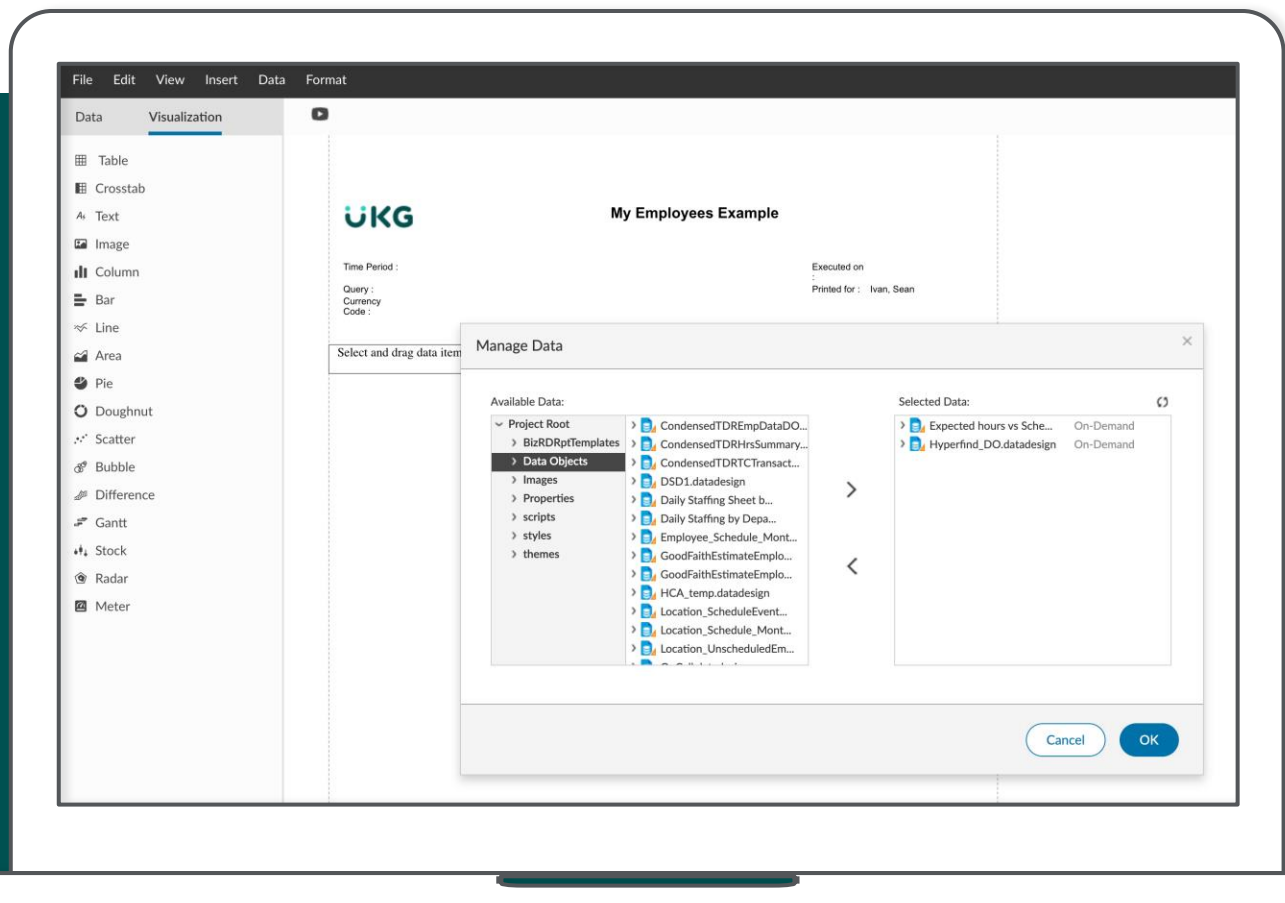 File Edit View Insert Data Format
Data Visualization
Table
Crosstab
Text
Image
Column
Bar
Line
Area
Pie
Doughnut
Scatter
Bubble
Difference
Gantt
Stock
Radar
Meter
UKG
My Employees Example
Time Period :
Executed on
:
Query :
Printed for : Ivan, Sean
Currency
Code :
Select and drag data item
Manage Data
Available Data:
Project Root
BizRDRptTemplates
Data Objects
Images
Properties
scripts
styles
themes
CondensedTDREmpDataDO...
CondensedTDRHrsSummary...
CondensedTDRTCTransact...
DSD1.datadesign
Daily Staffing Sheet b...
Daily Staffing by Depa...
Employee_Schedule_Mont...
GoodFaithEstimateEmplo...
GoodFaithEstimateEmplo...
HCA_temp.datadesign
Location_ScheduleEvent...
Location_Schedule_Mont...
Location_UnscheduledEm...
Selected Data:
Expected hours vs Sche... On-Demand
Hyperfind_DO.datadesign On-Demand
Cancel OK